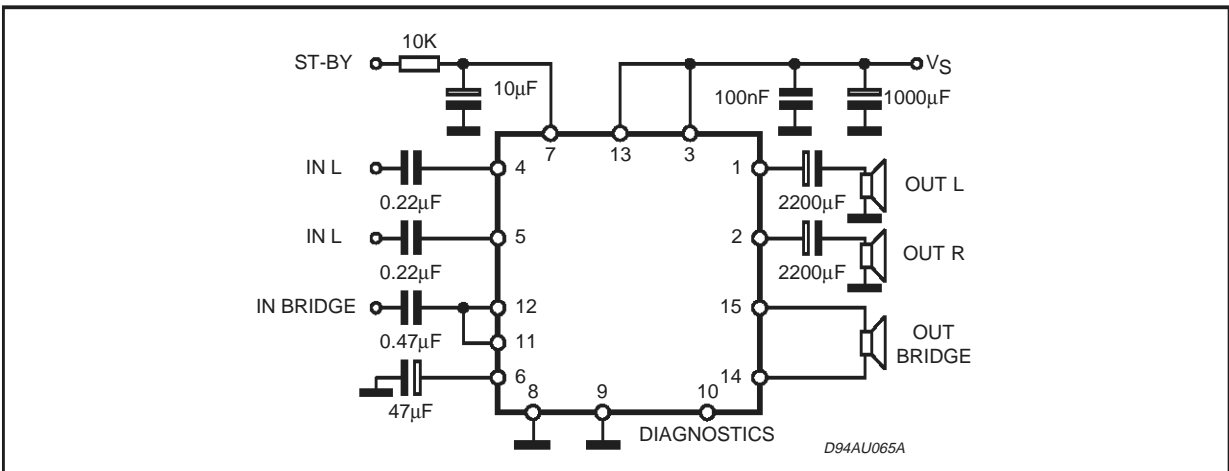 10K
ST-BY
VS
10µF
100nF
1000µF
7
13
3
IN L
4
1
0.22µF
2200µF
OUT L
IN L
5
2
0.22µF
2200µF
OUT R
IN BRIDGE
12
15
0.47µF
11
OUT
BRIDGE
6
14
47µF
8
9
10
DIAGNOSTICS
D94AU065A